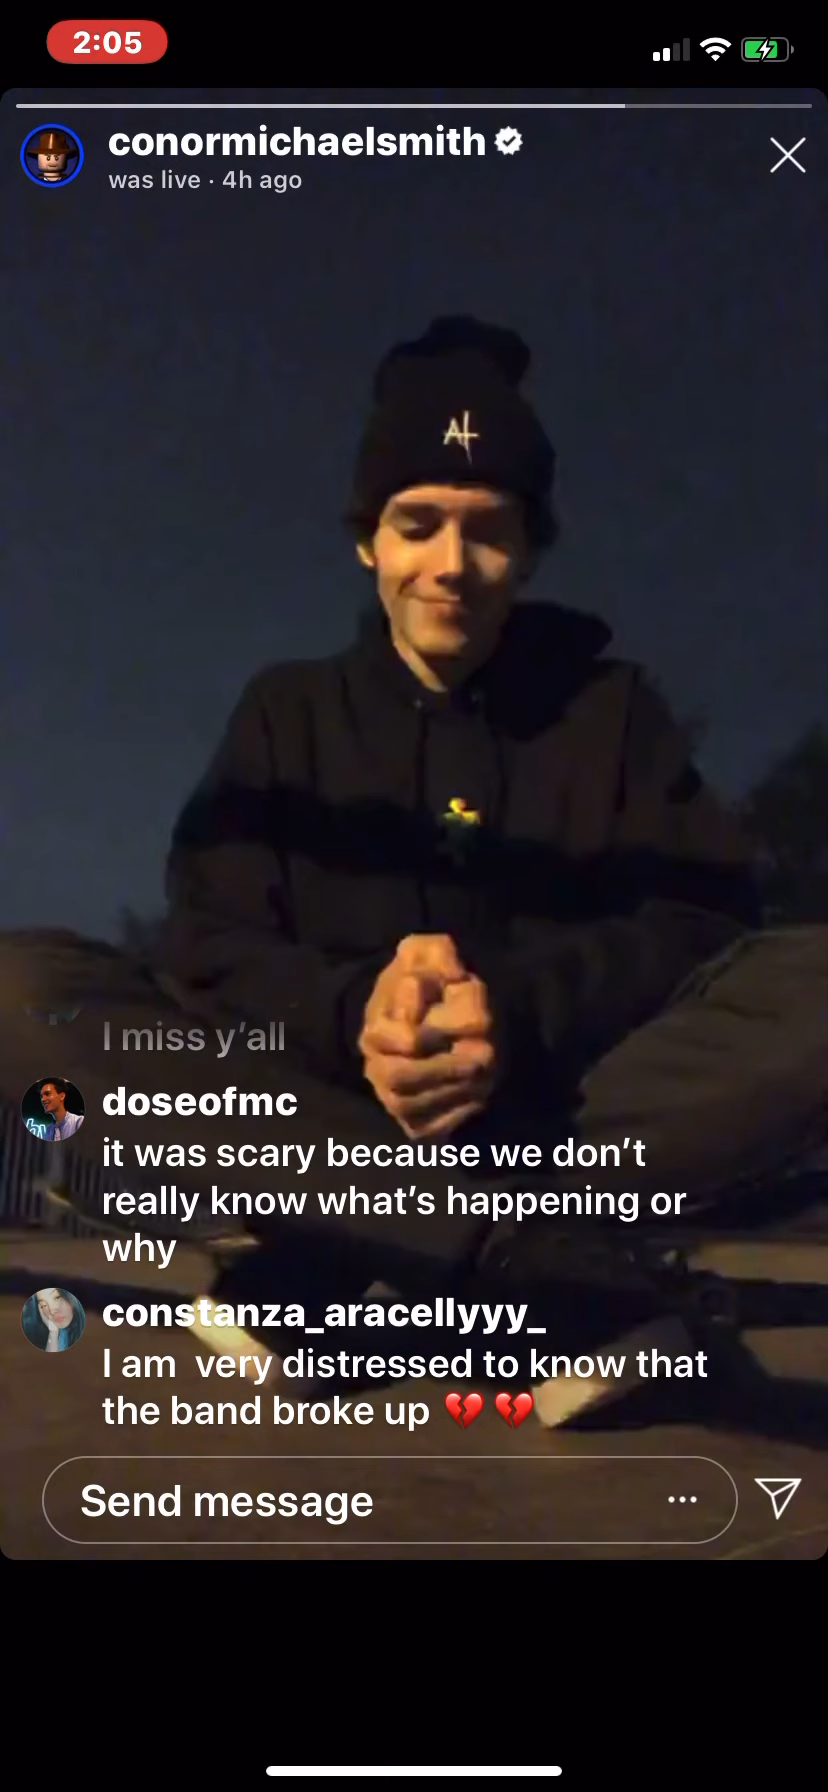 2:05
conormichaelsmith
was live · 4h ago
I miss y’all
doseofmc
it was scary because we don’t
really know what’s happening or
why
constanza_aracellyyy_
I am  very distressed to know that
the band broke up 💔 💔
Send message